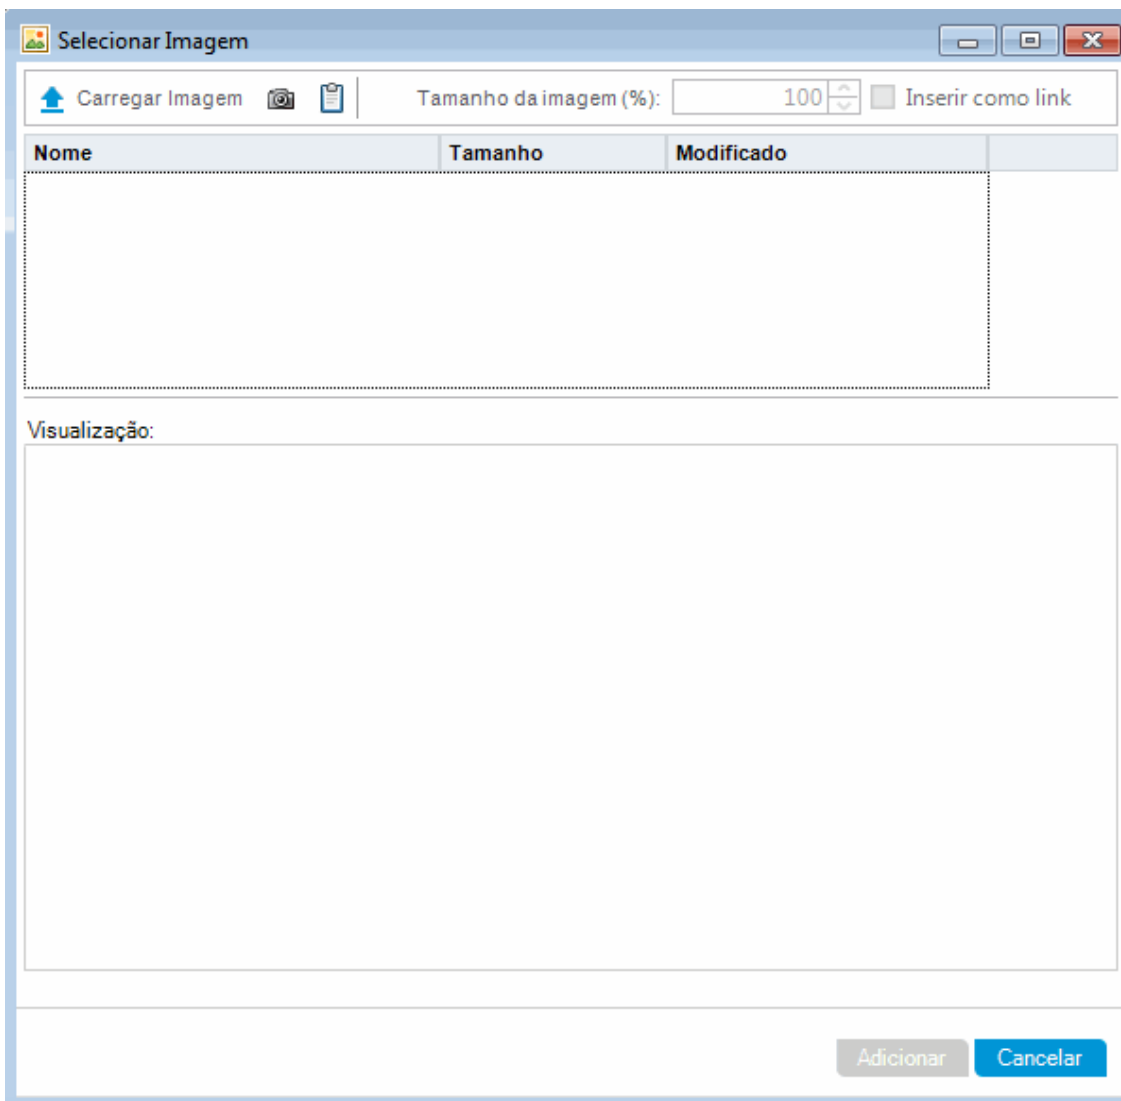 Selecionar Imagem
Carregar Imagem Tamanho da imagem (%): 100 Inserir como link
Nome Tamanho Modificado
Visualização:
Adicionar Cancelar